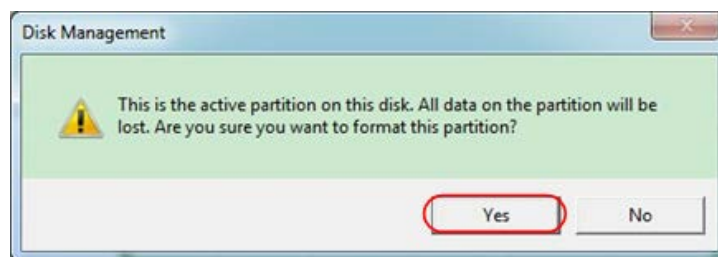 Disk Management
This is the active partition on this disk. All data on the partition will be
lost. Are you sure you want to format this partition?
Yes No